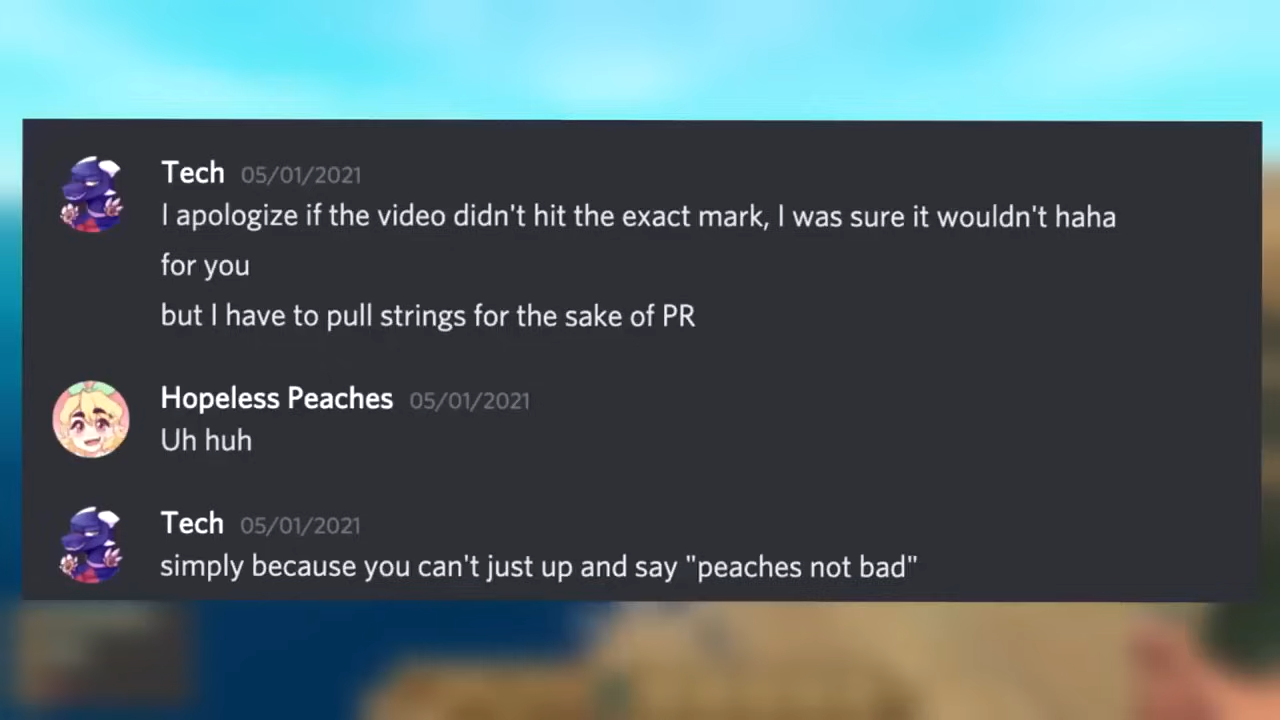 Tech 05/01/2021
I apologize if the video didn't hit the exact mark, I was sure it wouldn't haha
for you
but I have to pull strings for the sake of PR
Hopeless Peaches 05/01/2021
Uh huh
Tech 05/01/2021
simply because you can't just up and say "peaches not bad"